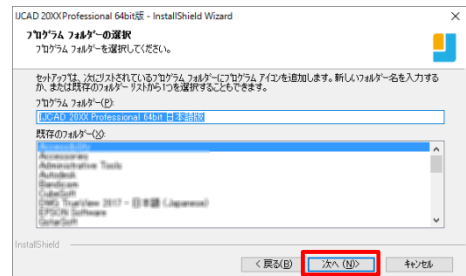 IJCAD 20XX Professional 64bit版 - InstallShield Wizard
プログラム フォルダーの選択
プログラム フォルダーを選択してください。
セットアップは、次にリストされているプログラム フォルダーにプログラム アイコンを追加します。新しいフォルダー名を入力する
か、または既存のフォルダー リストから1つを選択することもできます。
プログラム フォルダー(P):
IJCAD 20XX Professional 64bit 日本語版
既存のフォルダー(X):
Accessibility
Accessories
Administrative Tools
Autodesk
Bandicam
CubeSoft
DWG TrueView 2017 - 日本語 (Japanese)
EPSON Software
InstallShield
< 戻る(B)
次へ (N)>
キャンセル